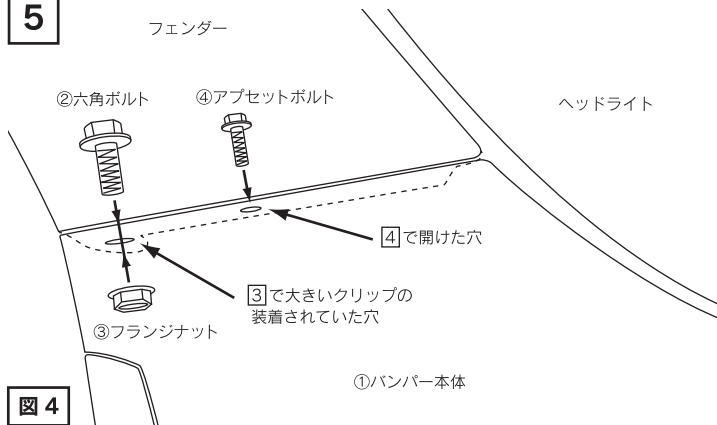 5
フェンダー
②六角ボルト
④アプセットボルト
ヘッドライト
4で開けた穴
3で大きいクリップの
装着されていた穴
③フランジナット
①バンパー本体
図 4